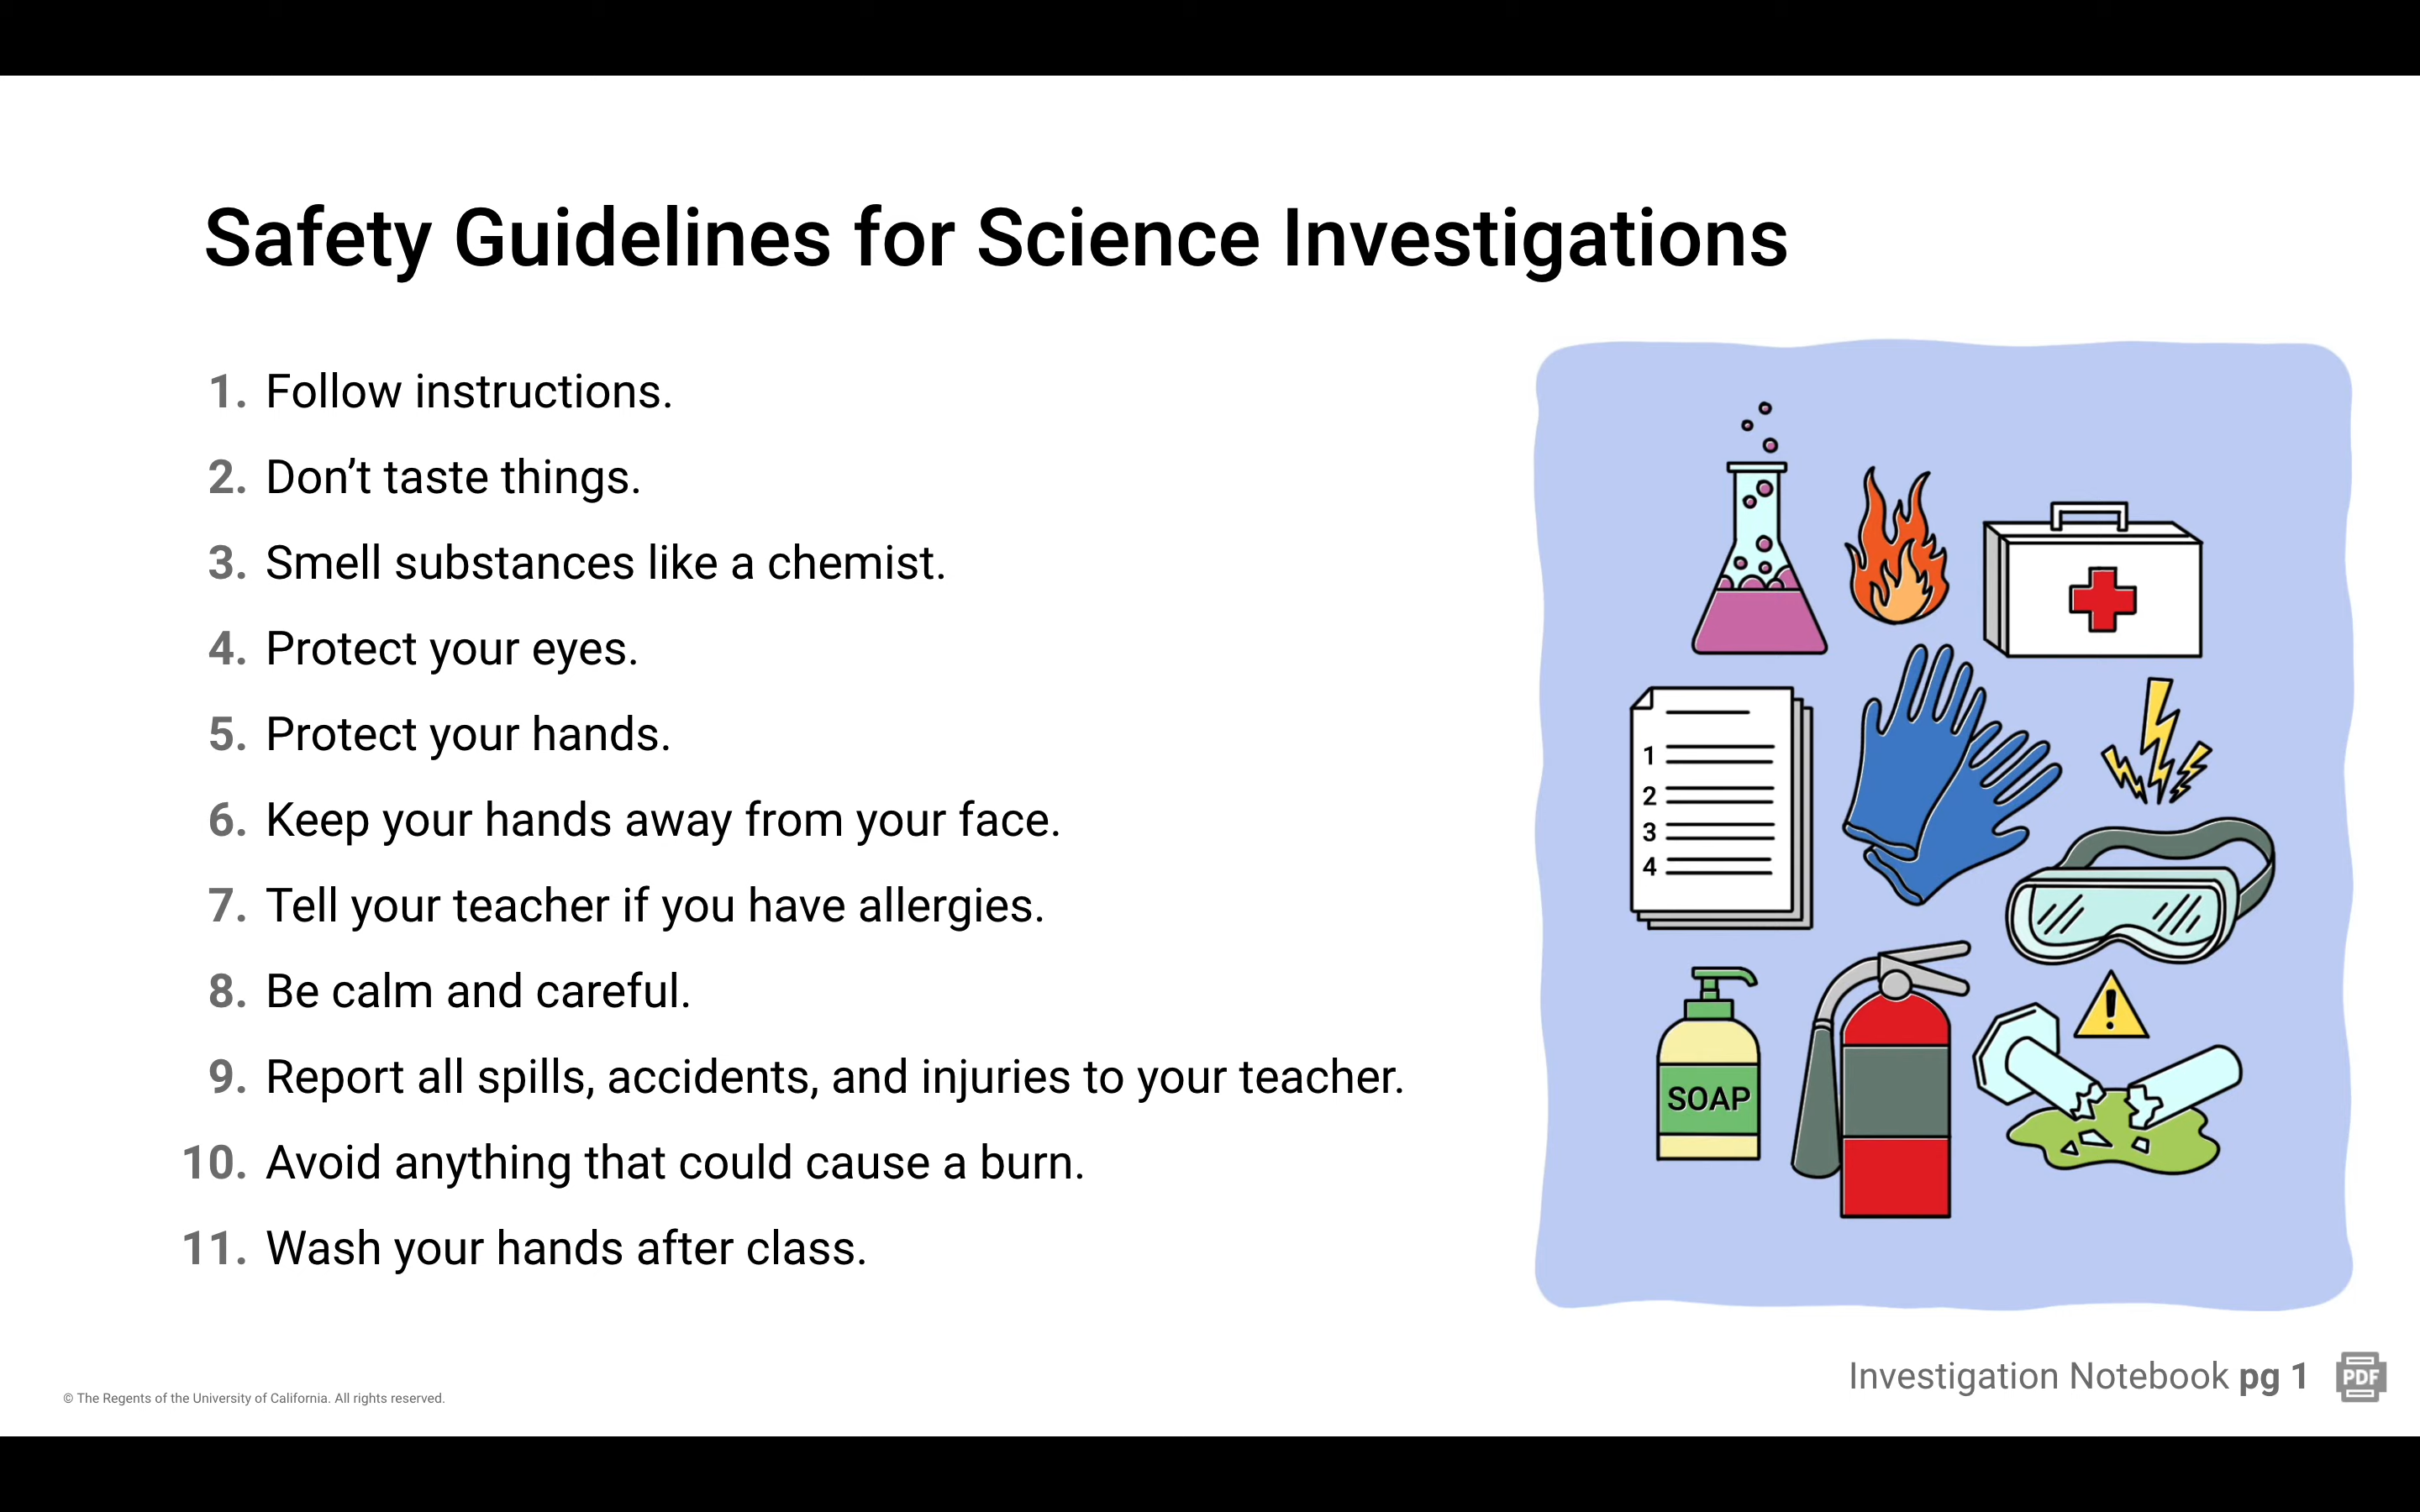 Safety Guidelines for Science Investigations
1. Follow instructions.
2. Don’t taste things.
3. Smell substances like a chemist.
4. Protect your eyes.
5. Protect your hands.
6. Keep your hands away from your face.
7. Tell your teacher if you have allergies.
8. Be calm and careful.
9. Report all spills, accidents, and injuries to your teacher.
10. Avoid anything that could cause a burn.
11. Wash your hands after class.
1
2
3
4
SOAP
!
Investigation Notebook pg 1
PDF
© The Regents of the University of California. All rights reserved.